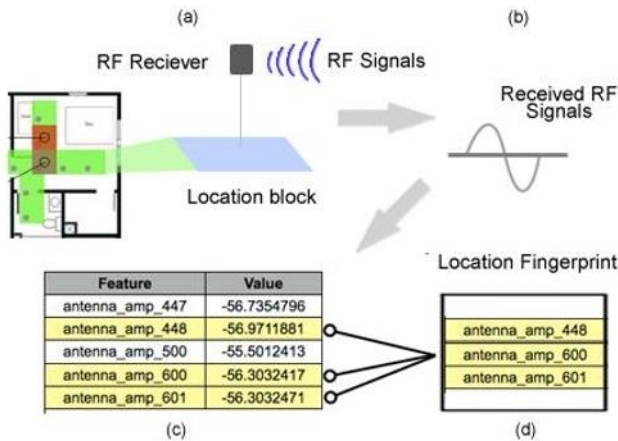 (a)
(b)
RF Reciever
RF Signals
Received RF
Signals
Location block
Location Fingerprint
Feature Value
antenna_amp_447 -56.7354796
antenna_amp_448 -56.9711881
antenna_amp_500 -55.5012413
antenna_amp_600 -56.3032417
antenna_amp_601 -56.3032471
antenna_amp_448
antenna_amp_600
antenna_amp_601
(c)
(d)